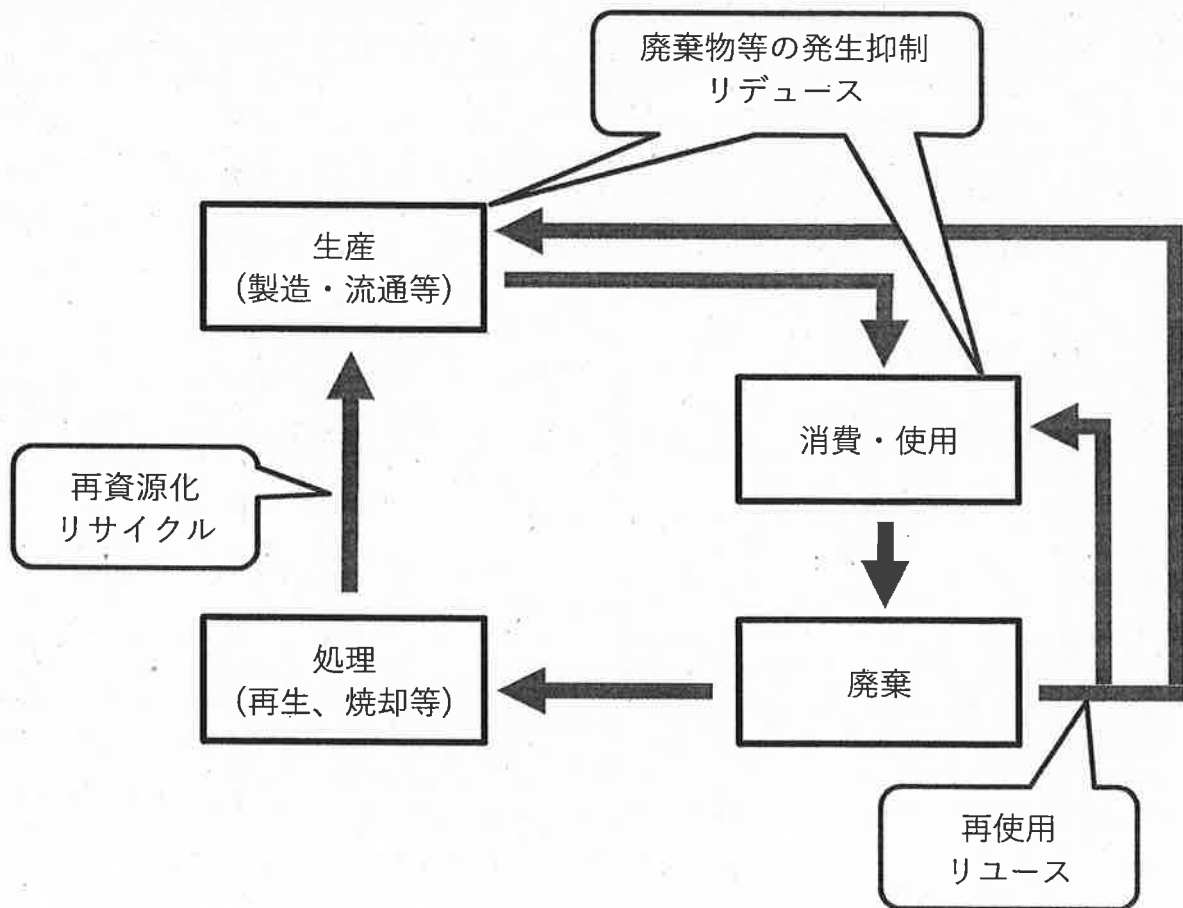 廃棄物等の発生抑制
リデュース
生産
(製造・流通等)
消費・使用
再資源化
リサイクル
処理
(再生、焼却等)
廃棄
再使用
リユース